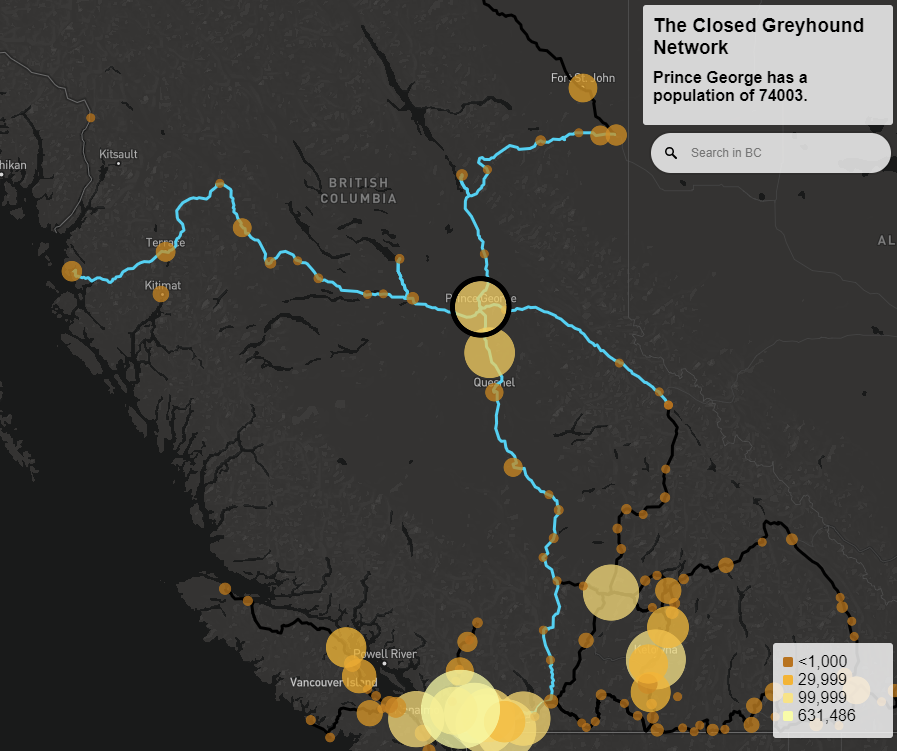 The Closed Greyhound
Network
Prince George has a
population of 74003.
Search in BC
Fort St. John
Kitsault
BRITISH
COLUMBIA
Terrace
AL
Kitimat
Prince George
Quesnel
Powell River
Kelowna
Vancouver Island
<1,000
29,999
99,999
631,486